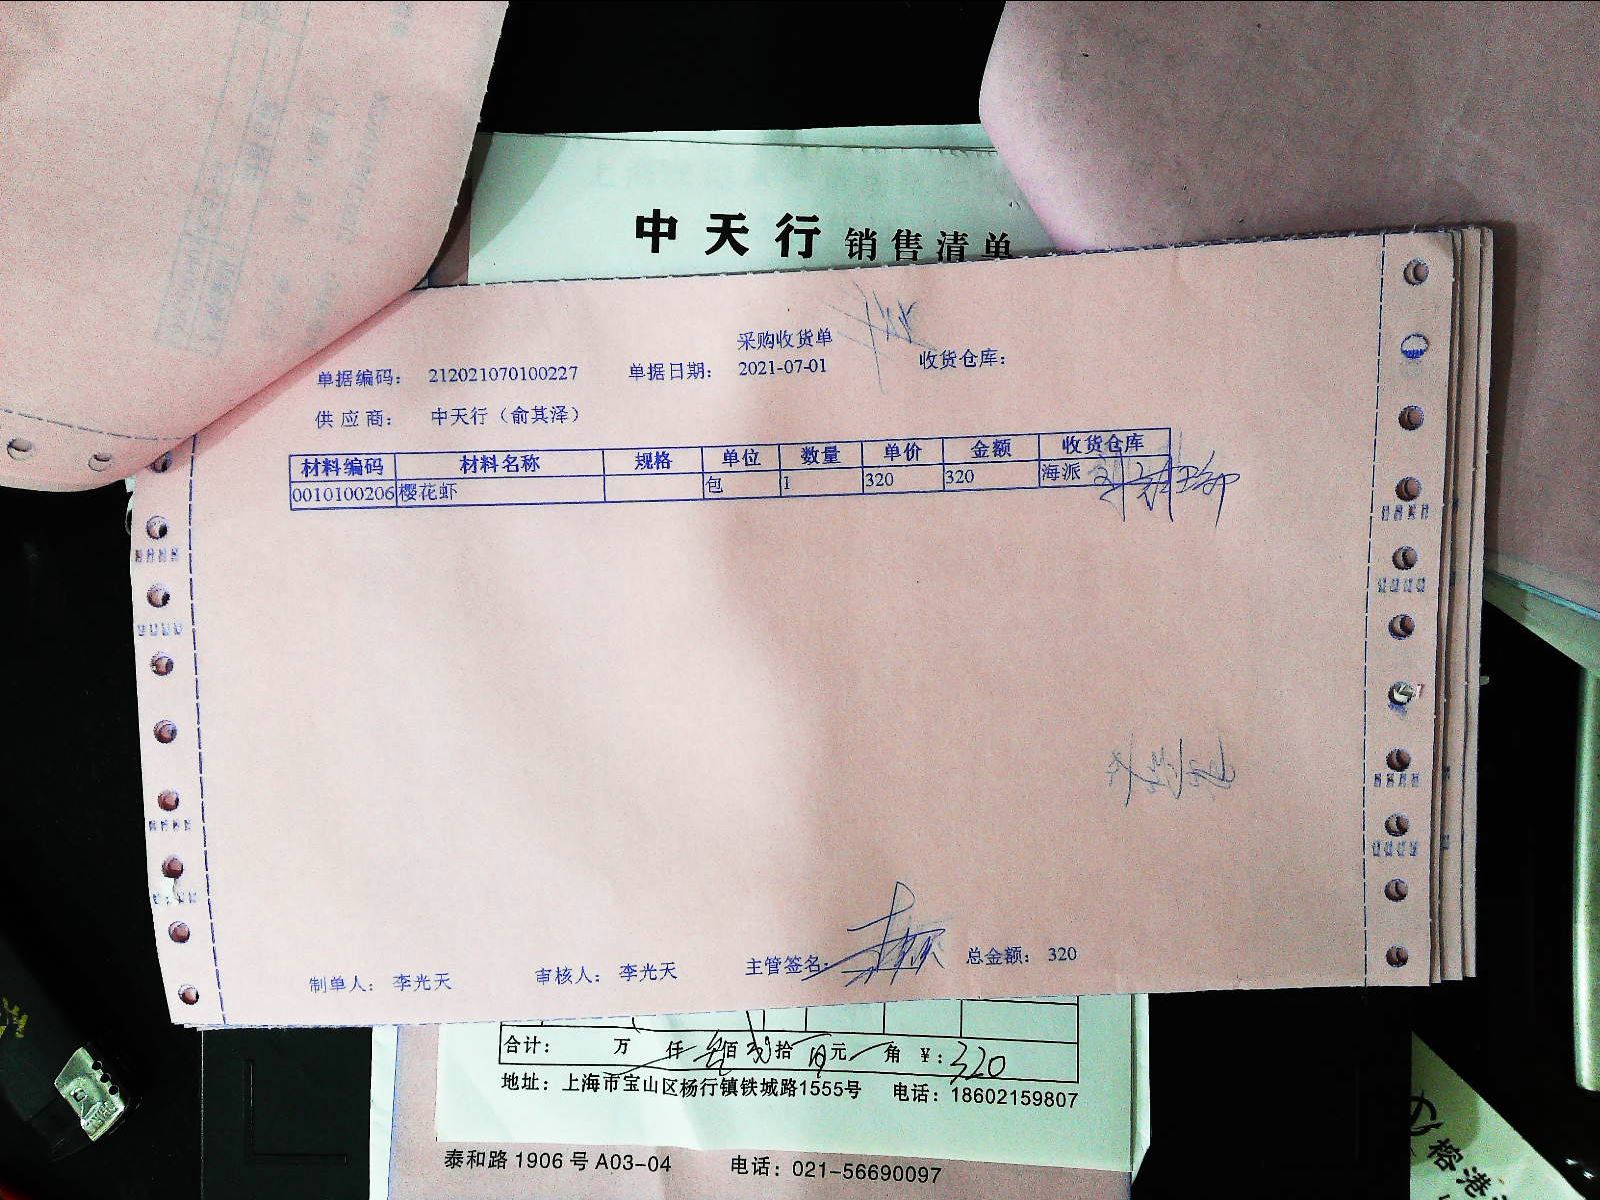 中天行 销售清单
采购收货单
单据编码: 212021070100227 单据日期: 2021-07-01 收货仓库:
供应商: 中天行（俞其泽）
材料编码 材料名称 规格 单位 数量 单价 金额 收货仓库
0010100206 樱花虾 包 1 320 320 海派
制单人: 李光天 审核人: 李光天 主管签名: 总金额: 320
合计: 万 仟 叁佰 贰拾 元 角 ¥: 320
地址: 上海市宝山区杨行镇铁城路1555号 电话: 18602159807
泰和路 1906 号 A03-04 电话: 021-56690097
榕港